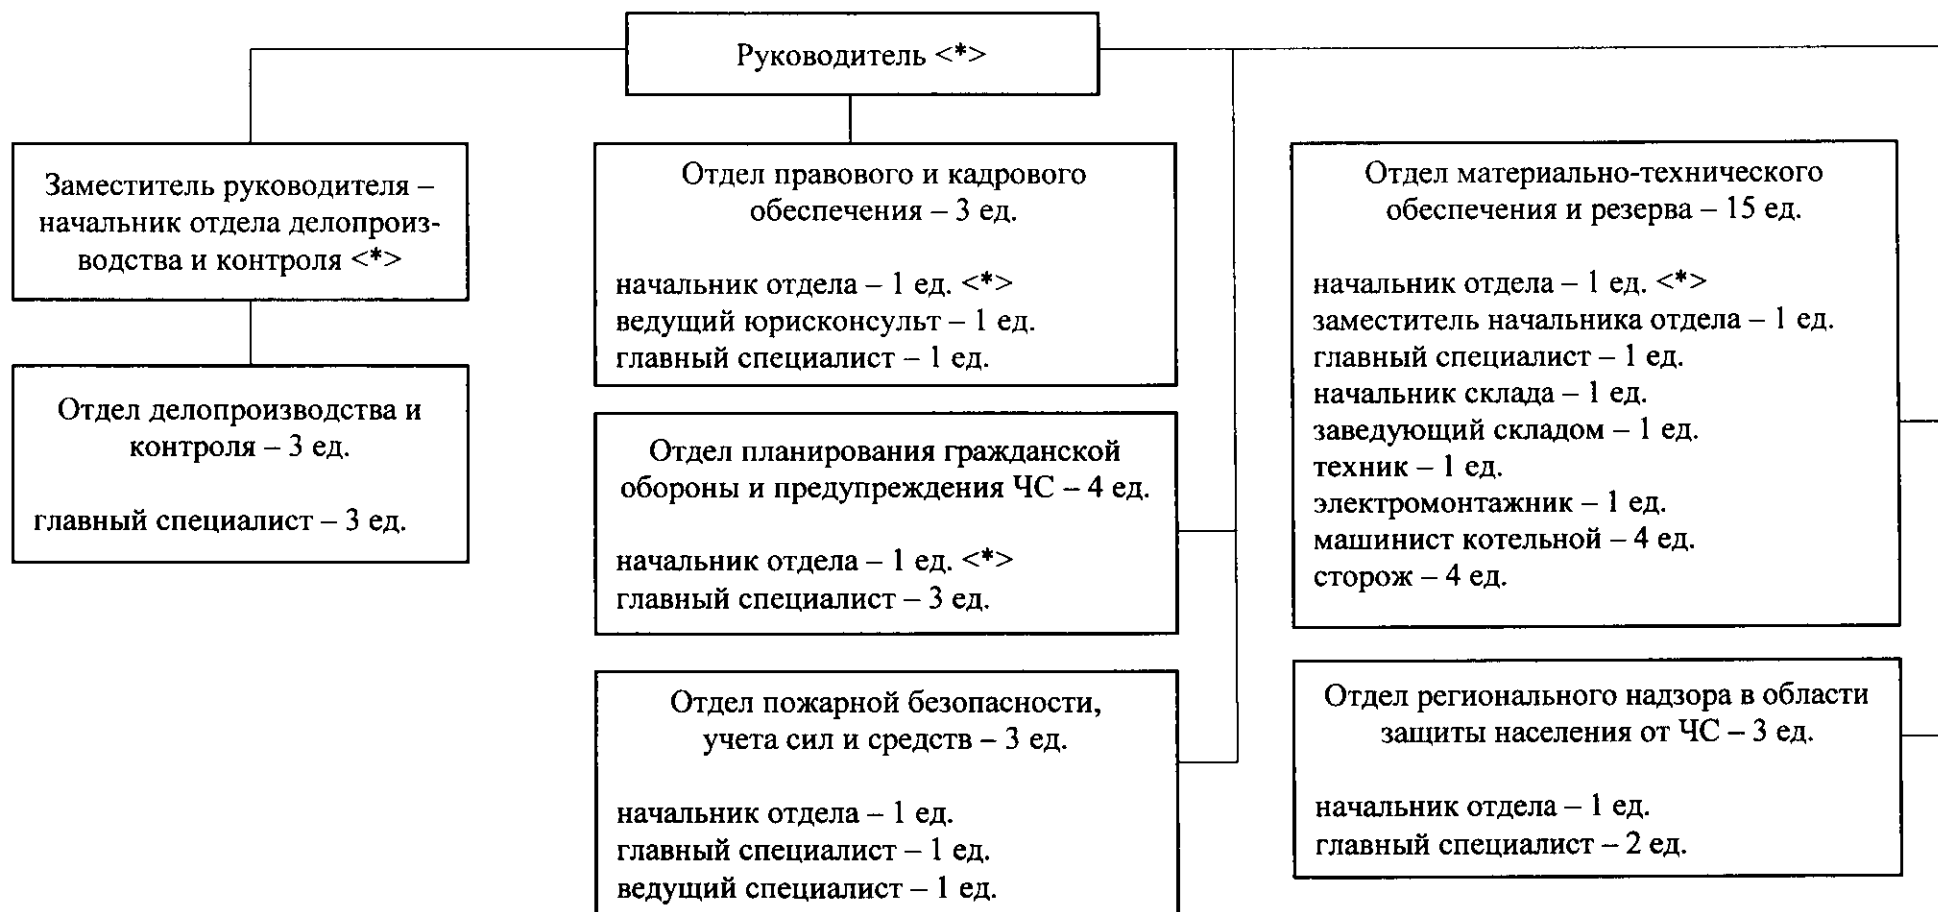 Руководитель <*>
Заместитель руководителя –
начальник отдела делопроиз-
водства и контроля <*>
Отдел делопроизводства и
контроля – 3 ед.
главный специалист – 3 ед.
Отдел правового и кадрового
обеспечения – 3 ед.
начальник отдела – 1 ед. <*>
ведущий юрисконсульт – 1 ед.
главный специалист – 1 ед.
Отдел планирования гражданской
обороны и предупреждения ЧС – 4 ед.
начальник отдела – 1 ед. <*>
главный специалист – 3 ед.
Отдел пожарной безопасности,
учета сил и средств – 3 ед.
начальник отдела – 1 ед.
главный специалист – 1 ед.
ведущий специалист – 1 ед.
Отдел материально-технического
обеспечения и резерва – 15 ед.
начальник отдела – 1 ед. <*>
заместитель начальника отдела – 1 ед.
главный специалист – 1 ед.
начальник склада – 1 ед.
заведующий складом – 1 ед.
техник – 1 ед.
электромонтажник – 1 ед.
машинист котельной – 4 ед.
сторож – 4 ед.
Отдел регионального надзора в области
защиты населения от ЧС – 3 ед.
начальник отдела – 1 ед.
главный специалист – 2 ед.